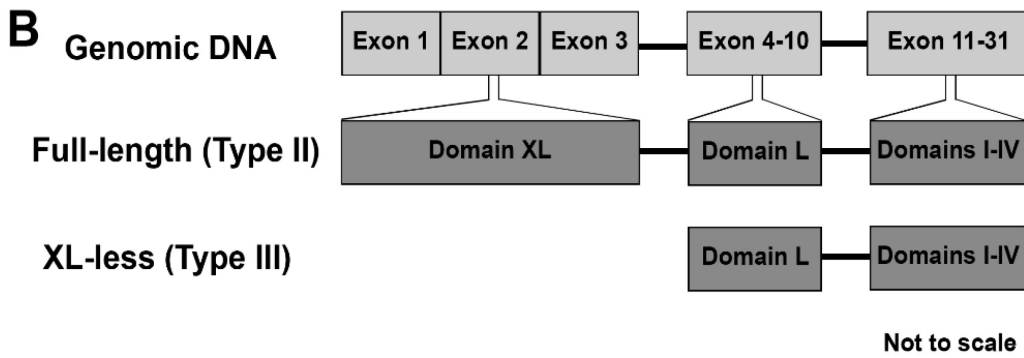 B
Genomic DNA Exon 1 Exon 2 Exon 3 Exon 4-10 Exon 11-31
Full-length (Type II) Domain XL Domain L Domains I-IV
XL-less (Type III) Domain L Domains I-IV
Not to scale